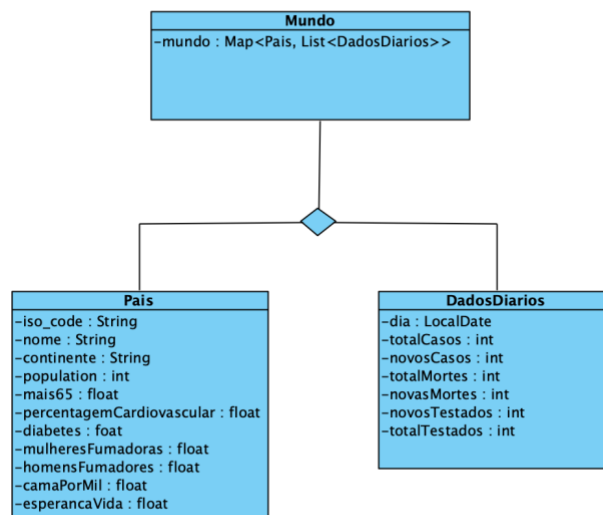 Mundo
-mundo : Map<Pais, List<DadosDiarios>>
Pais
-iso_code : String
-nome : String
-continente : String
-population : int
-mais65 : float
-percentagemCardiovascular : float
-diabetes : foat
-mulheresFumadoras : float
-homensFumadores : float
-camaPorMil : float
-esperancaVida : float
DadosDiarios
-dia : LocalDate
-totalCasos : int
-novosCasos : int
-totalMortes : int
-novasMortes : int
-novosTestados : int
-totalTestados : int